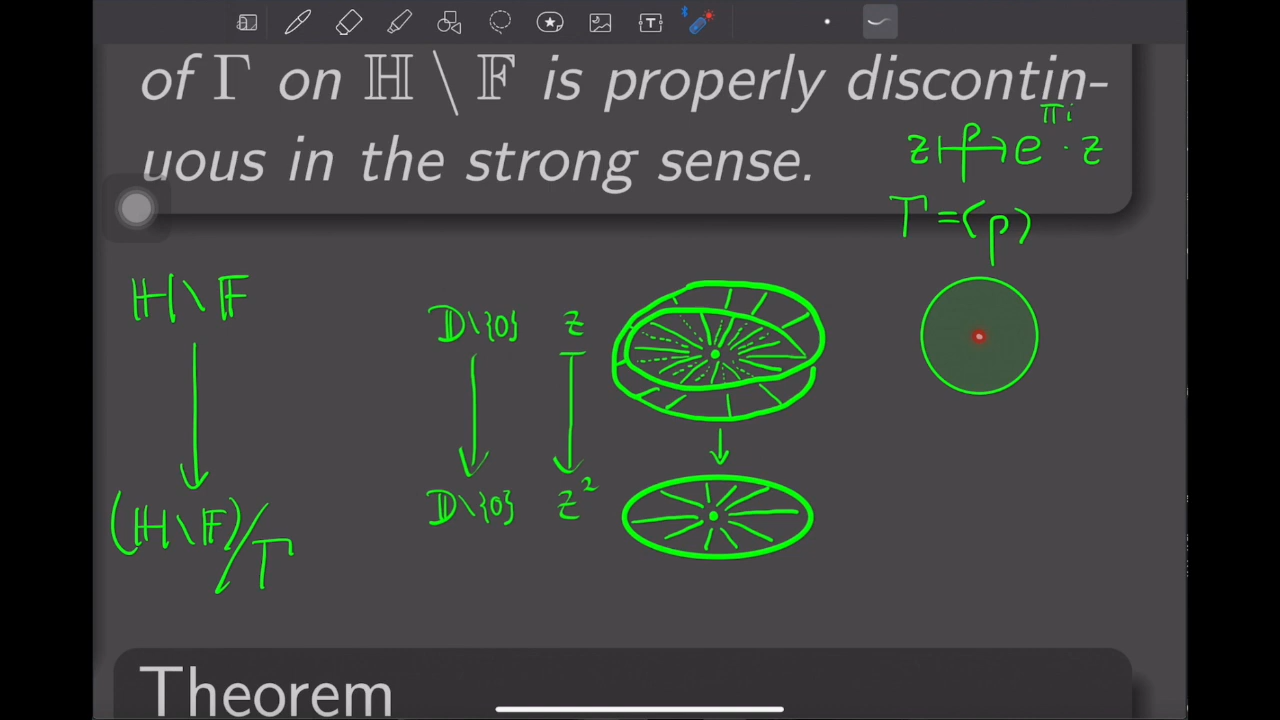 of Γ on ℍ \ 𝔽 is properly discontin-
uous in the strong sense.
z ↦ρ e^{πi} · z
Γ = ⟨ρ⟩
ℍ \ 𝔽
𝔻\{0} z
𝔻\{0} z²
(ℍ \ 𝔽)/Γ
Theorem